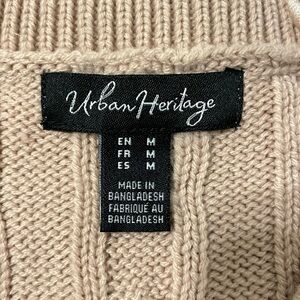 Urban Heritage
EN M
FR M
ES M
MADE IN
BANGLADESH
FABRIQUÉ AU
BANGLADESH